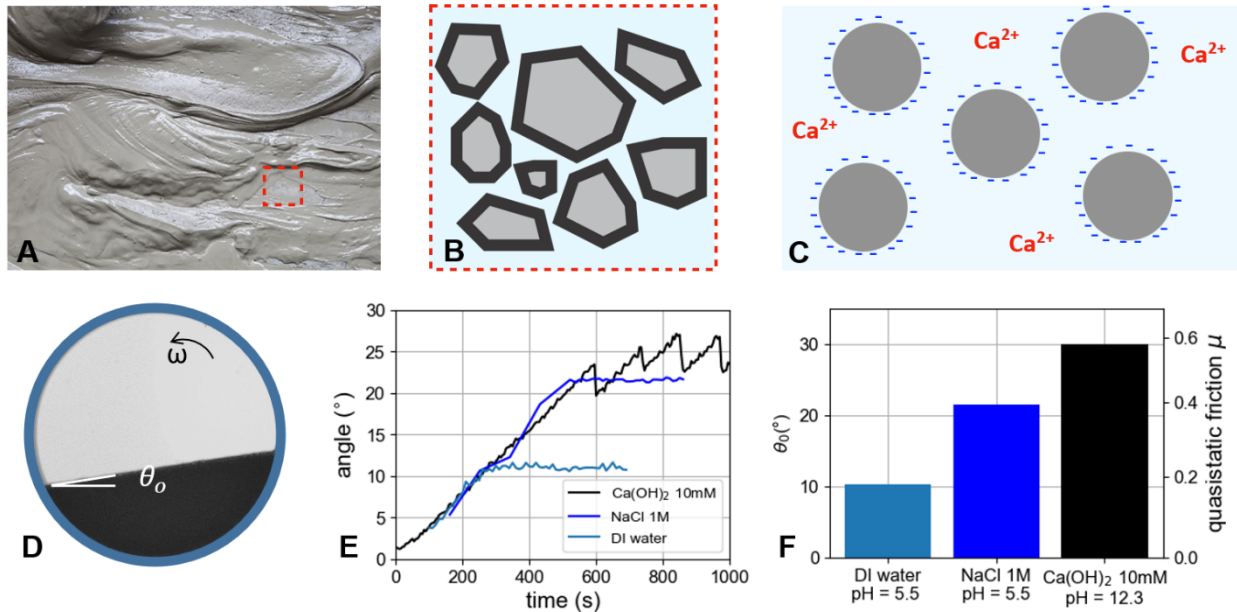 A
B
Ca²⁺
Ca²⁺
Ca²⁺
Ca²⁺
C
ω
θₒ
D
30
25
20
15
10
5
0
angle (°)
Ca(OH)₂ 10mM
NaCl 1M
DI water
0 200 400 600 800 1000
time (s)
E
30
20
10
0
θ₀(°)
0.6
0.4
0.2
0.0
quasistatic friction μ
DI water
pH = 5.5
NaCl 1M
pH = 5.5
Ca(OH)₂ 10mM
pH = 12.3
F